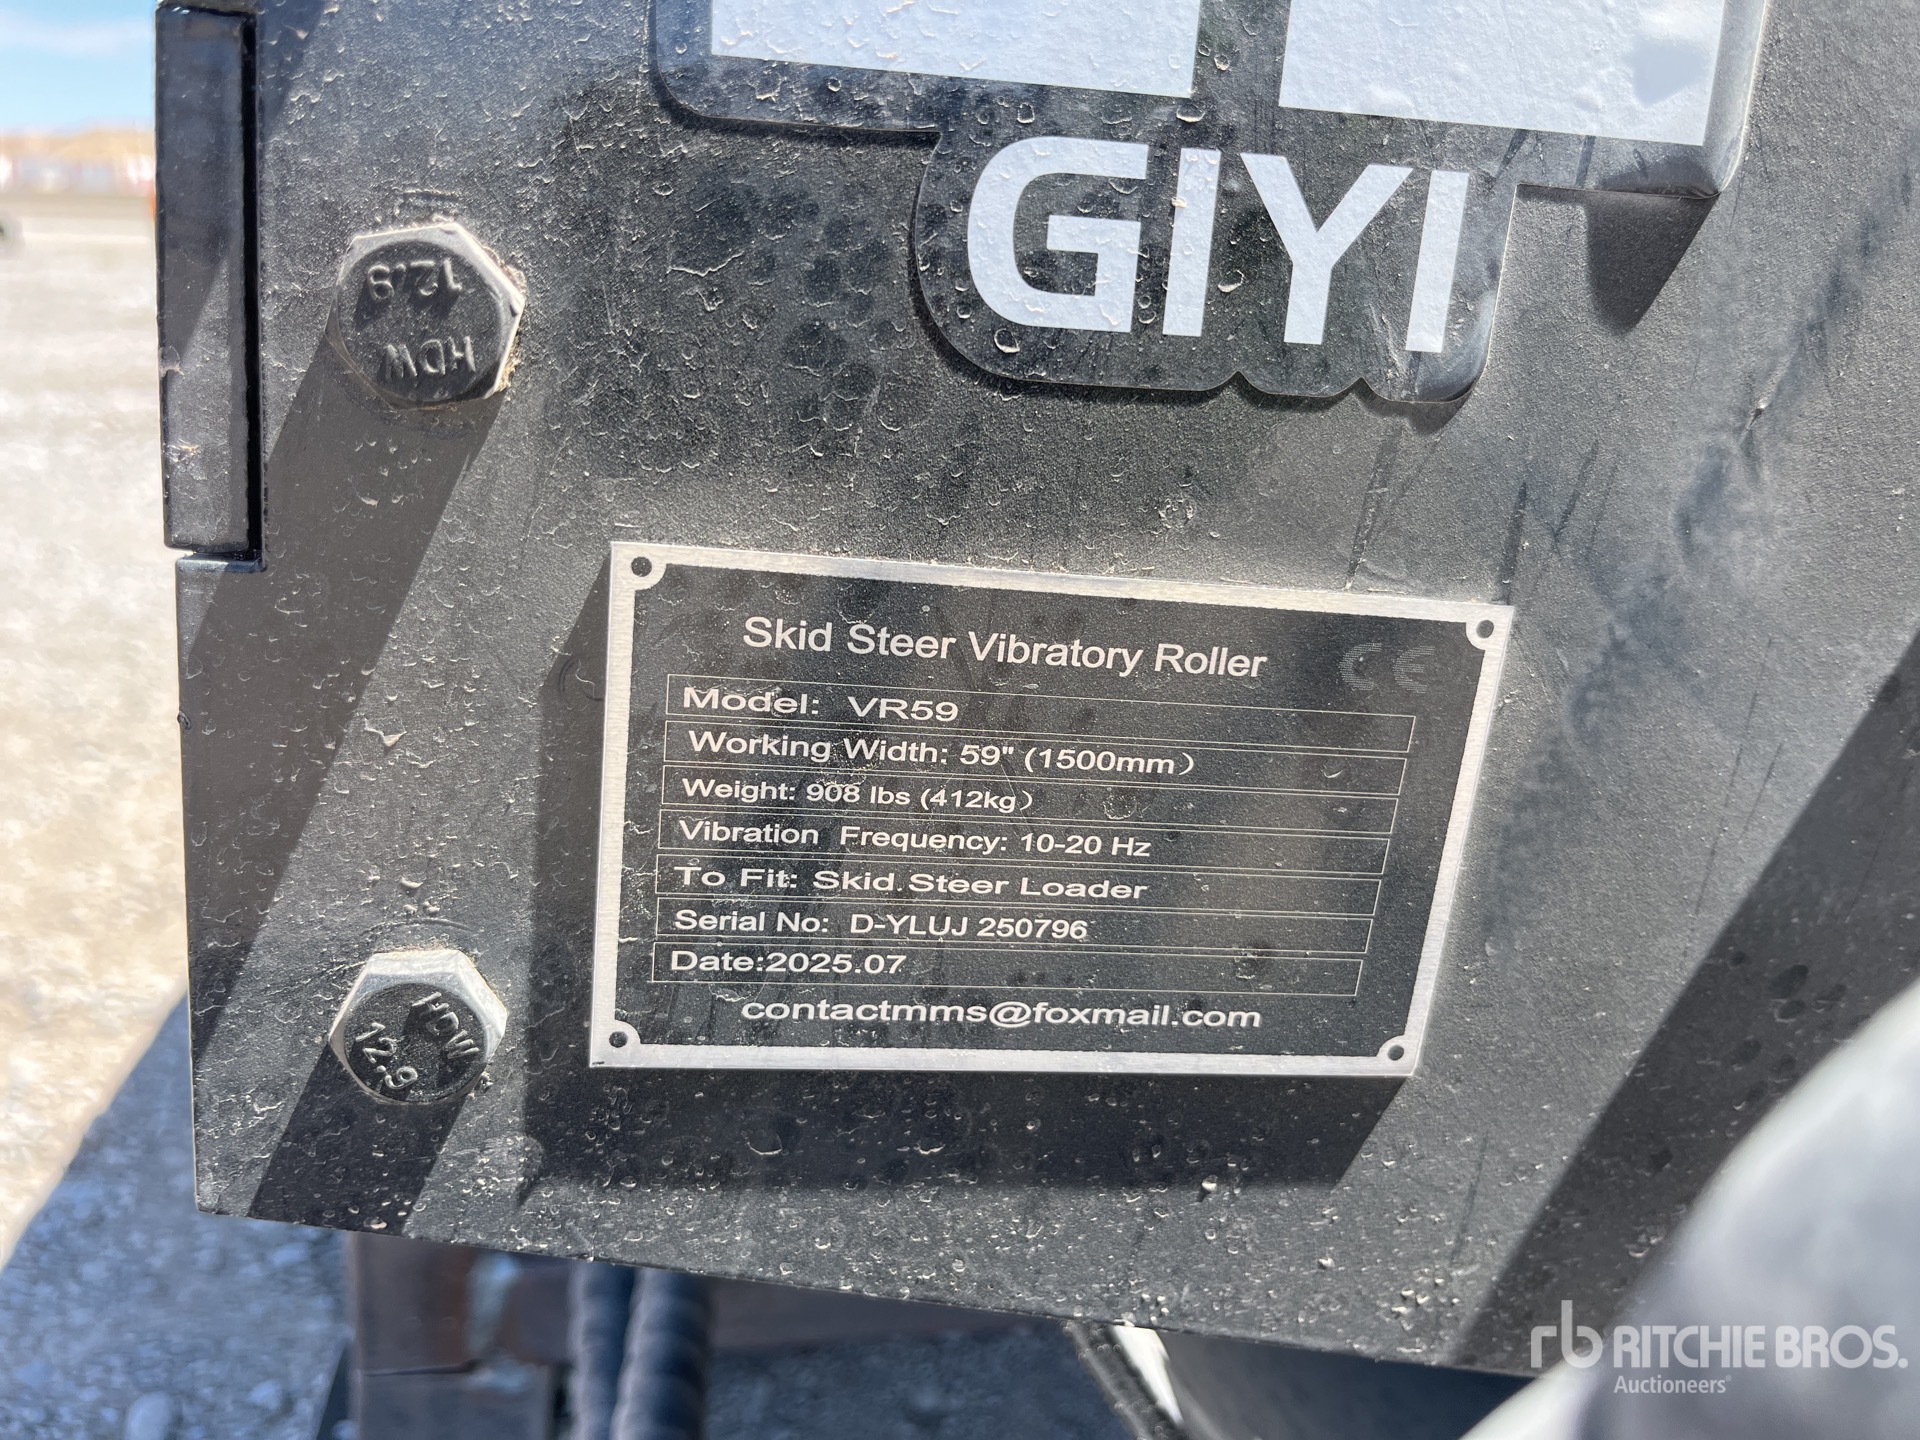 GIYI
12.9
HDW
Skid Steer Vibratory Roller
CE
Model: VR59
Working Width: 59" (1500mm）
Weight: 908 lbs (412kg）
Vibration Frequency: 10-20 Hz
To Fit: Skid.Steer Loader
Serial No: D-YLUJ 250796
Date:2025.07
contactmms@foxmail.com
HDW
12.9
rb RITCHIE BROS.
Auctioneers